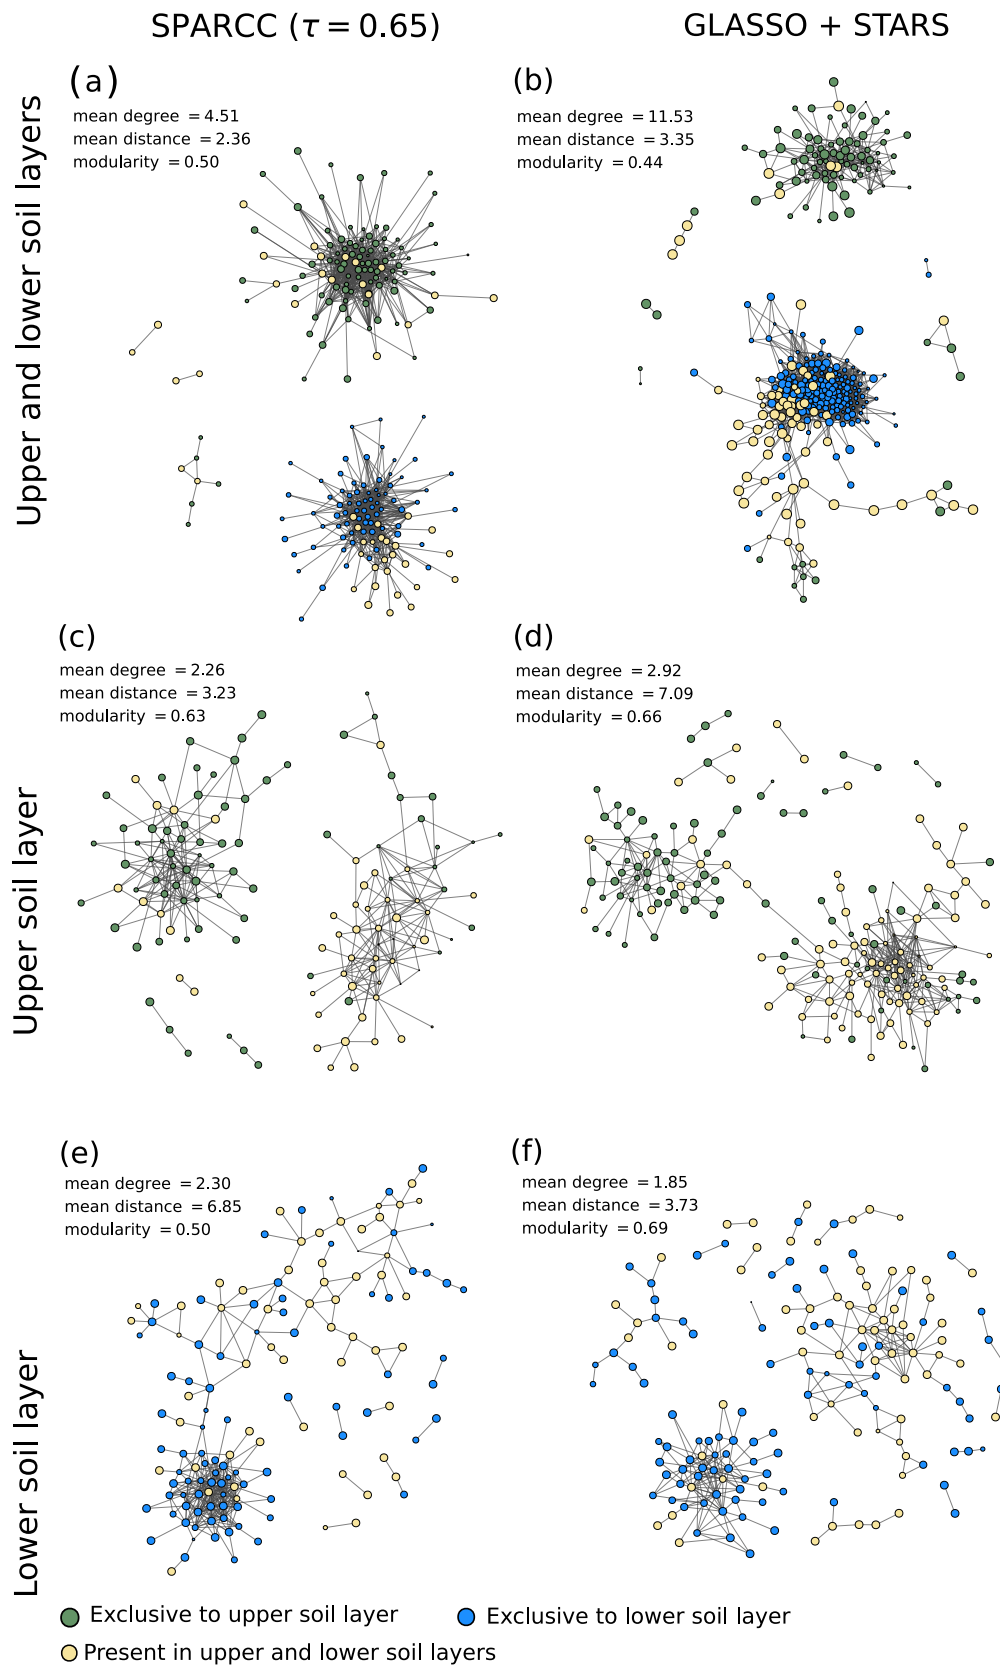 SPARCC (τ = 0.65)
GLASSO + STARS
Upper and lower soil layers
(a)
mean degree = 4.51
mean distance = 2.36
modularity = 0.50
(b)
mean degree = 11.53
mean distance = 3.35
modularity = 0.44
Upper soil layer
(c)
mean degree = 2.26
mean distance = 3.23
modularity = 0.63
(d)
mean degree = 2.92
mean distance = 7.09
modularity = 0.66
Lower soil layer
(e)
mean degree = 2.30
mean distance = 6.85
modularity = 0.50
(f)
mean degree = 1.85
mean distance = 3.73
modularity = 0.69
Exclusive to upper soil layer
Exclusive to lower soil layer
Present in upper and lower soil layers